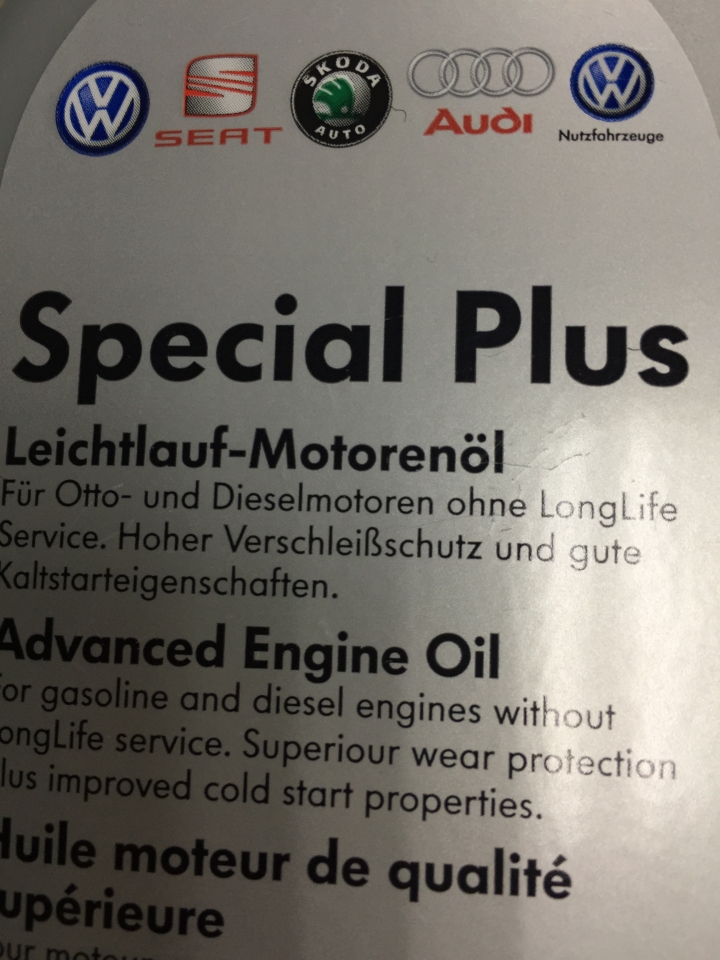 VW
SEAT
ŠKODA
AUTO
Audi
VW
Nutzfahrzeuge
Special Plus
Leichtlauf-Motorenöl
Für Otto- und Dieselmotoren ohne LongLife
Service. Hoher Verschleißschutz und gute
Kaltstarteigenschaften.
Advanced Engine Oil
or gasoline and diesel engines without
ongLife service. Superiour wear protection
lus improved cold start properties.
Huile moteur de qualité
upérieure